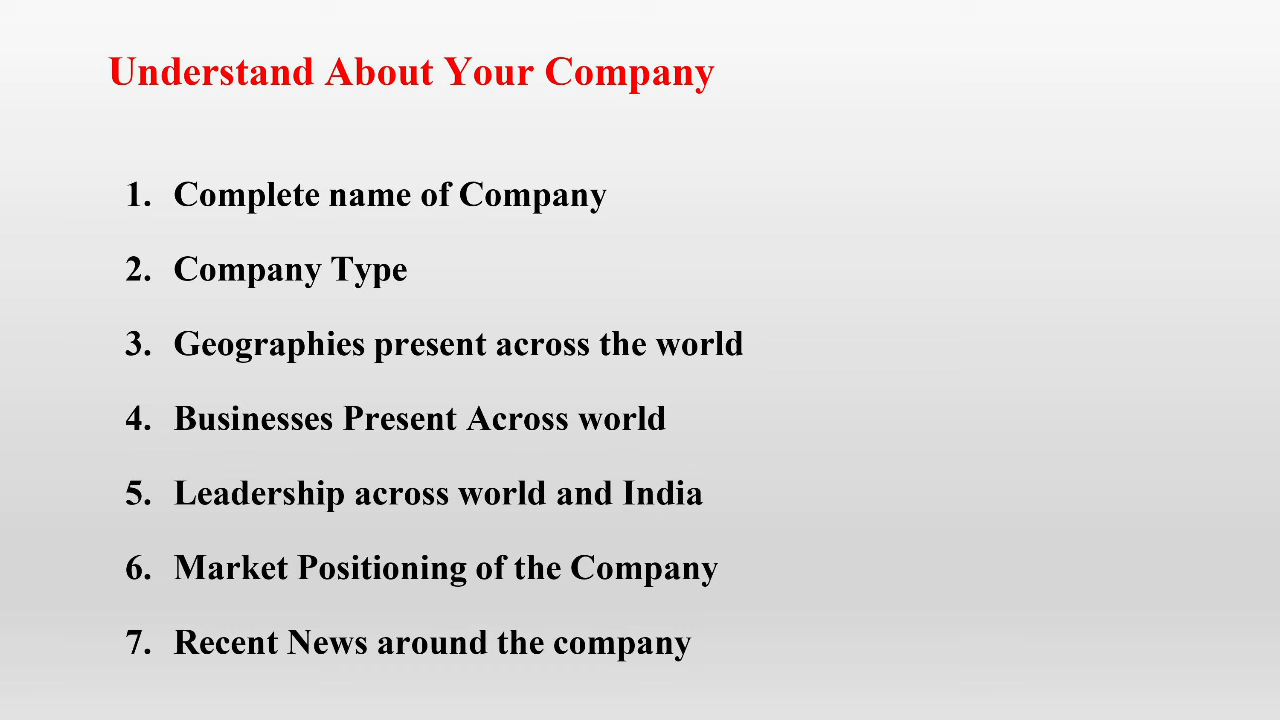 Understand About Your Company
1. Complete name of Company
2. Company Type
3. Geographies present across the world
4. Businesses Present Across world
5. Leadership across world and India
6. Market Positioning of the Company
7. Recent News around the company